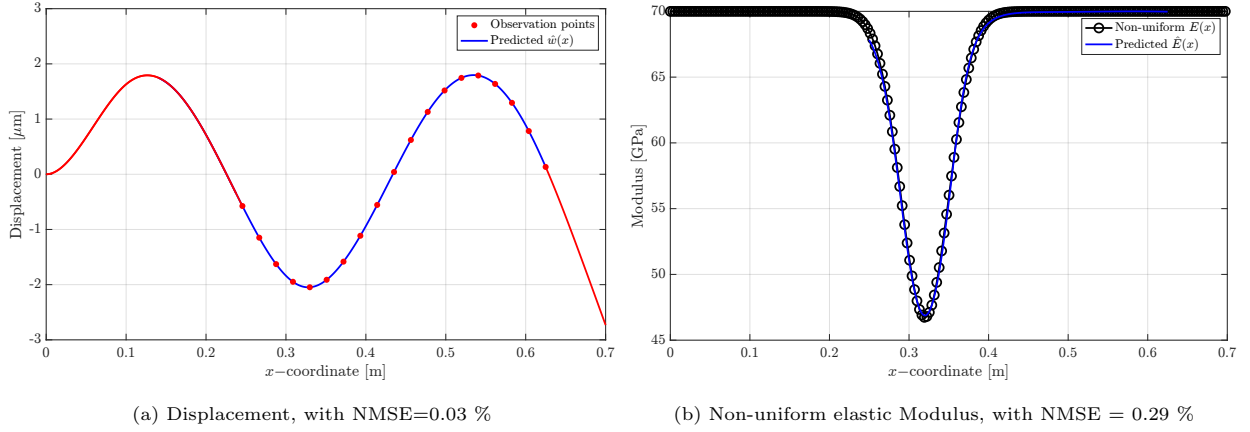 3
2
1
0
-1
-2
-3
Displacement [μm]
0
0.1
0.2
0.3
0.4
0.5
0.6
0.7
x−coordinate [m]
Observation points
Predicted ŵ(x)
(a) Displacement, with NMSE=0.03 %
70
65
60
55
50
45
Modulus [GPa]
0
0.1
0.2
0.3
0.4
0.5
0.6
0.7
x−coordinate [m]
Non-uniform E(x)
Predicted Ê(x)
(b) Non-uniform elastic Modulus, with NMSE = 0.29 %